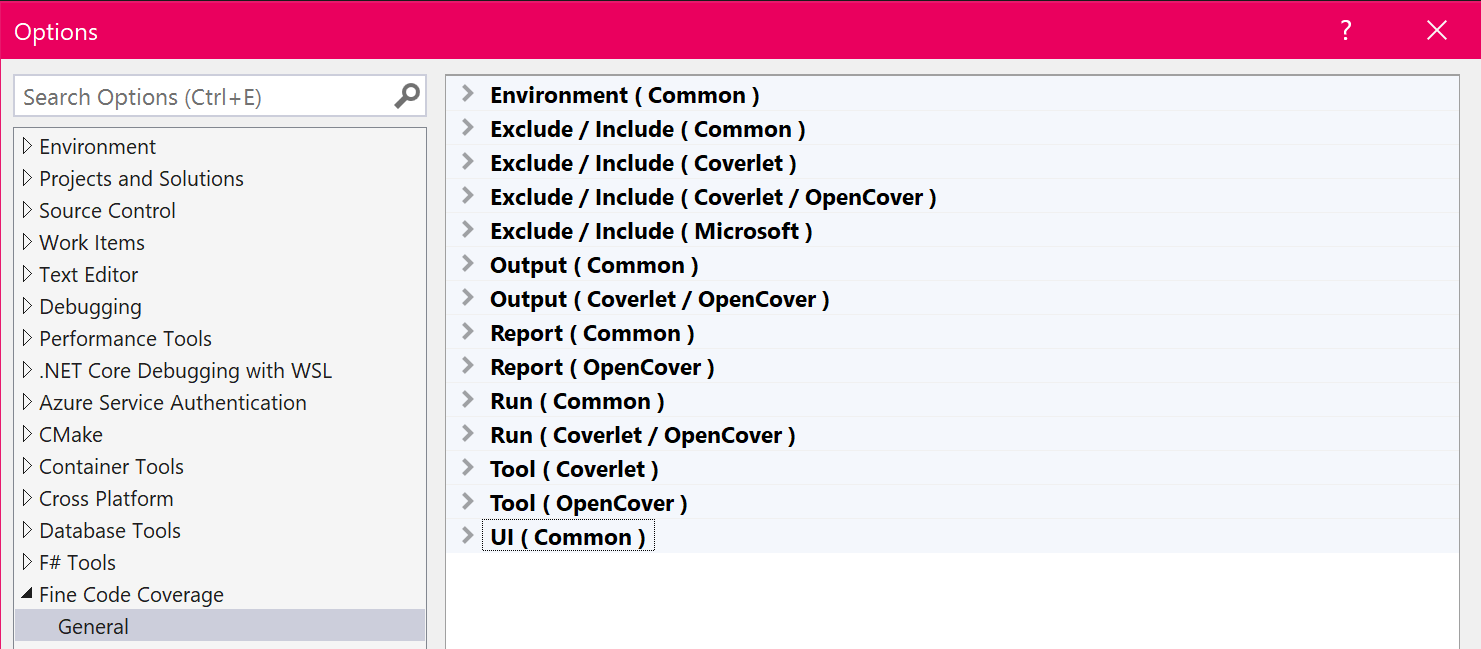 Options
?
Search Options (Ctrl+E)
Environment
Projects and Solutions
Source Control
Work Items
Text Editor
Debugging
Performance Tools
.NET Core Debugging with WSL
Azure Service Authentication
CMake
Container Tools
Cross Platform
Database Tools
F# Tools
Fine Code Coverage
General
Environment ( Common )
Exclude / Include ( Common )
Exclude / Include ( Coverlet )
Exclude / Include ( Coverlet / OpenCover )
Exclude / Include ( Microsoft )
Output ( Common )
Output ( Coverlet / OpenCover )
Report ( Common )
Report ( OpenCover )
Run ( Common )
Run ( Coverlet / OpenCover )
Tool ( Coverlet )
Tool ( OpenCover )
UI ( Common )